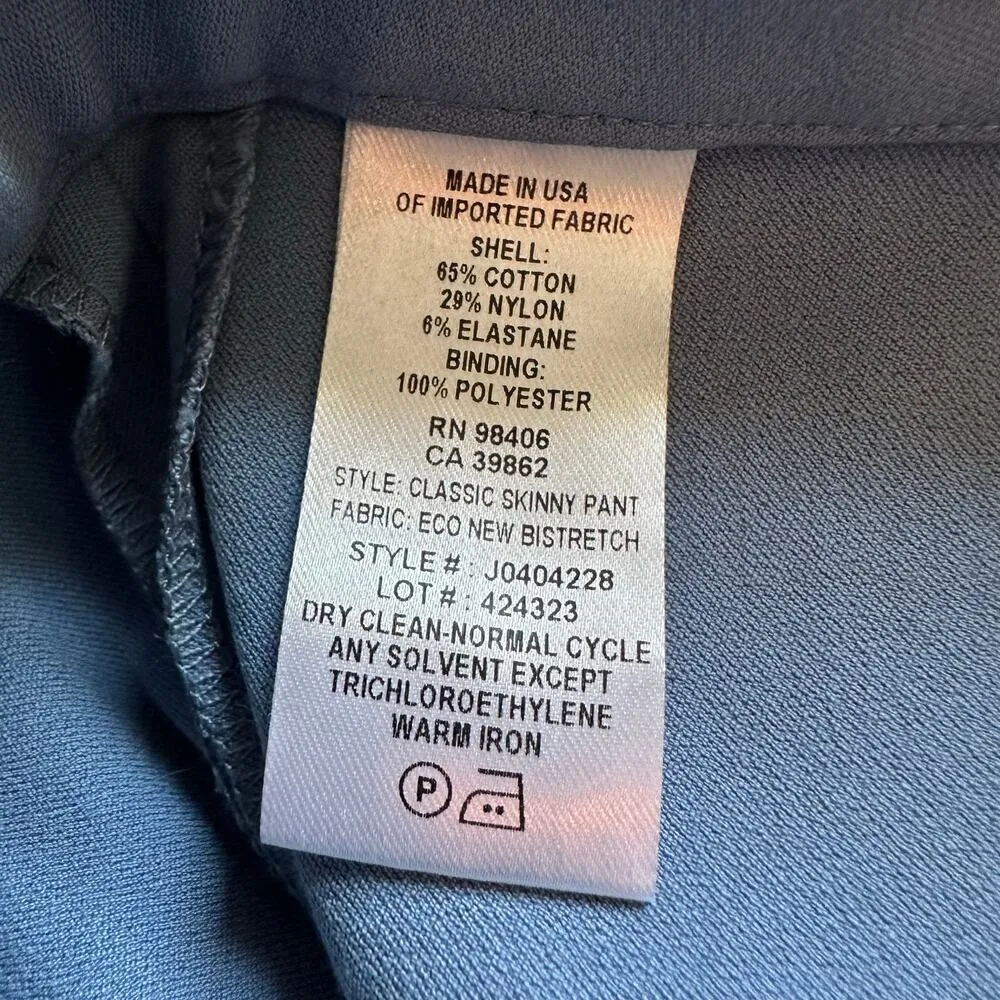 MADE IN USA
OF IMPORTED FABRIC
SHELL:
65% COTTON
29% NYLON
6% ELASTANE
BINDING:
100% POLYESTER
RN 98406
CA 39862
STYLE: CLASSIC SKINNY PANT
FABRIC: ECO NEW BISTRETCH
STYLE # : J0404228
LOT # : 424323
DRY CLEAN-NORMAL CYCLE
ANY SOLVENT EXCEPT
TRICHLOROETHYLENE
WARM IRON
P